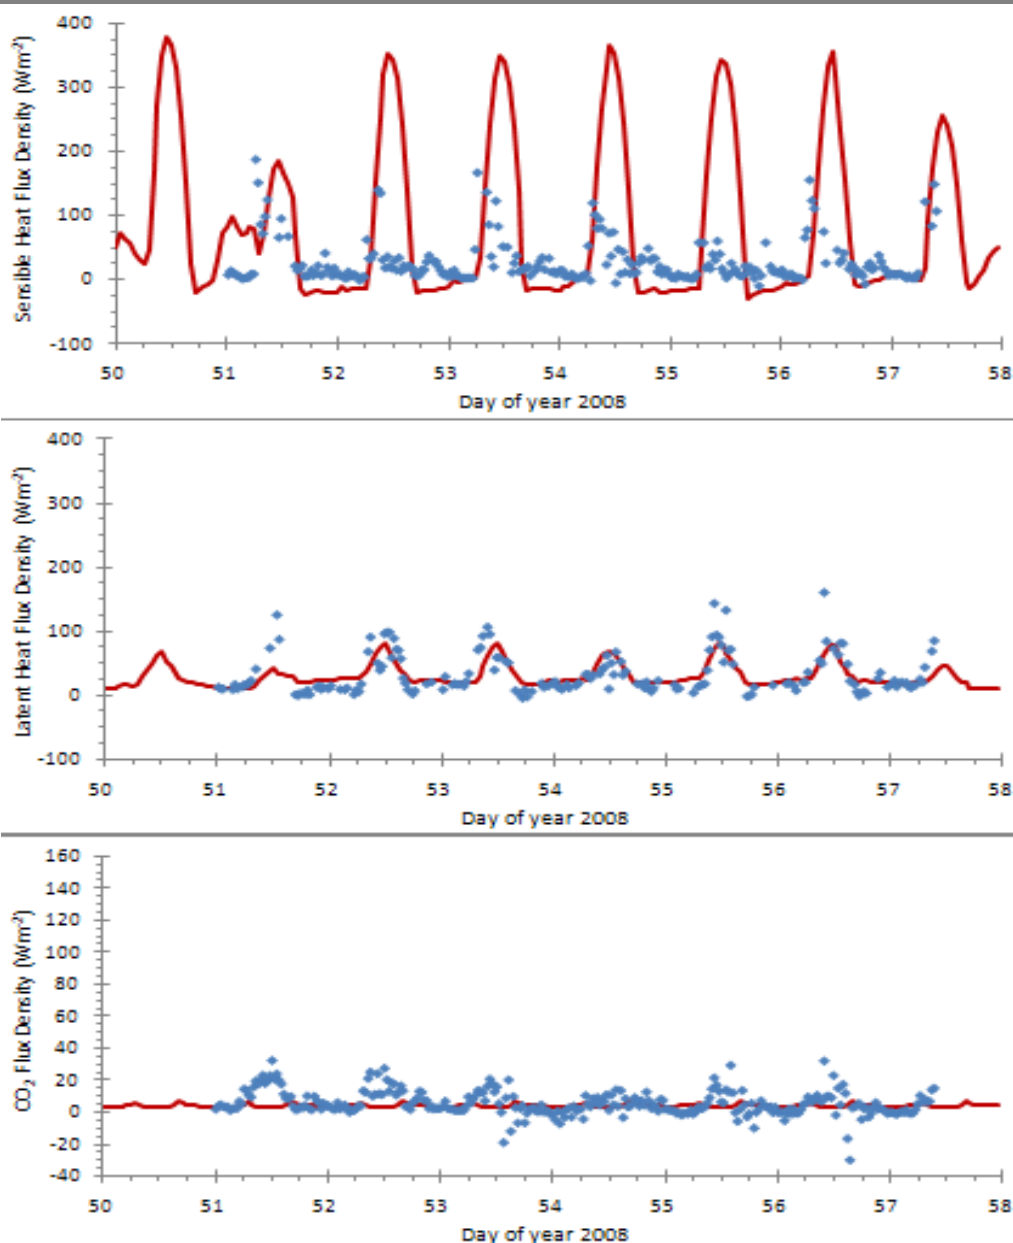 Sensible Heat Flux Density (Wm⁻²)
400
300
200
100
0
-100
50 51 52 53 54 55 56 57 58
Day of year 2008
Latent Heat Flux Density (Wm⁻²)
400
300
200
100
0
-100
50 51 52 53 54 55 56 57 58
Day of year 2008
CO₂ Flux Density (Wm⁻²)
160
140
120
100
80
60
40
20
0
-20
-40
50 51 52 53 54 55 56 57 58
Day of year 2008